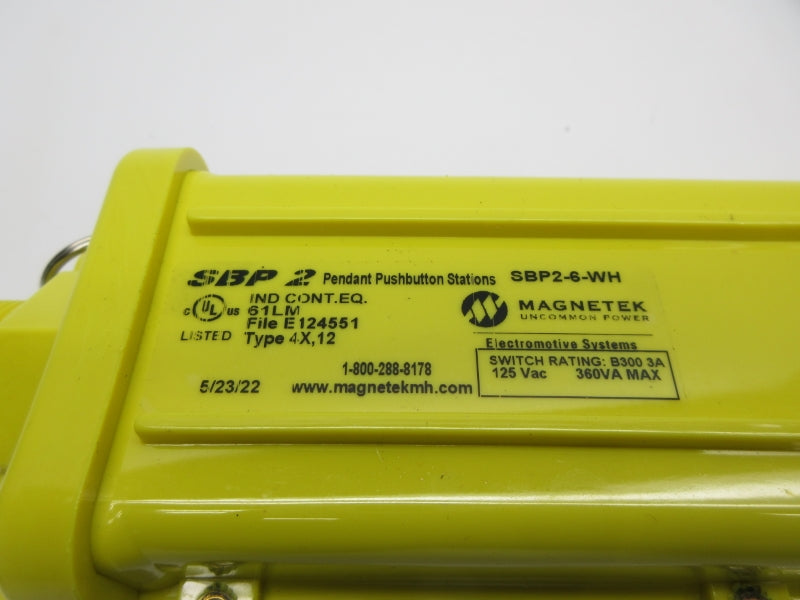 SBP 2 Pendant Pushbutton Stations SBP2-6-WH
C UL US
LISTED
IND CONT.EQ.
61LM
File E124551
Type 4X,12
MAGNETEK
UNCOMMON POWER
Electromotive Systems
SWITCH RATING: B300 3A
125 Vac 360VA MAX
1-800-288-8178
5/23/22 www.magnetekmh.com